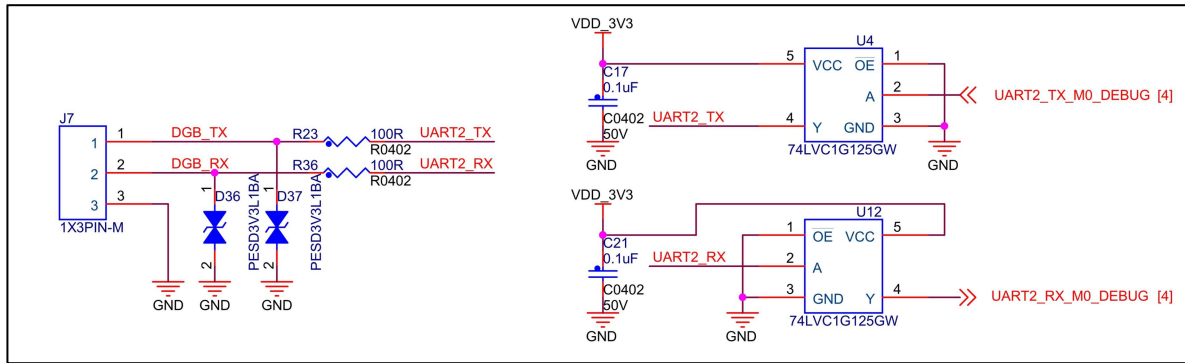 J7
1
2
3
1
2
3
1X3PIN-M
DGB_TX
DGB_RX
R23
100R
R0402
UART2_TX
R36
100R
R0402
UART2_RX
1
D36
2
PESD3V3L1BA
1
D37
2
PESD3V3L1BA
GND
GND
GND
VDD_3V3
C17
0.1uF
C0402
50V
GND
UART2_TX
U4
5
VCC
OE
1
A
2
4
Y
GND
3
74LVC1G125GW
UART2_TX_M0_DEBUG [4]
GND
VDD_3V3
C21
0.1uF
C0402
50V
GND
UART2_RX
U12
1
OE
VCC
5
2
A
3
GND
Y
4
74LVC1G125GW
GND
UART2_RX_M0_DEBUG [4]